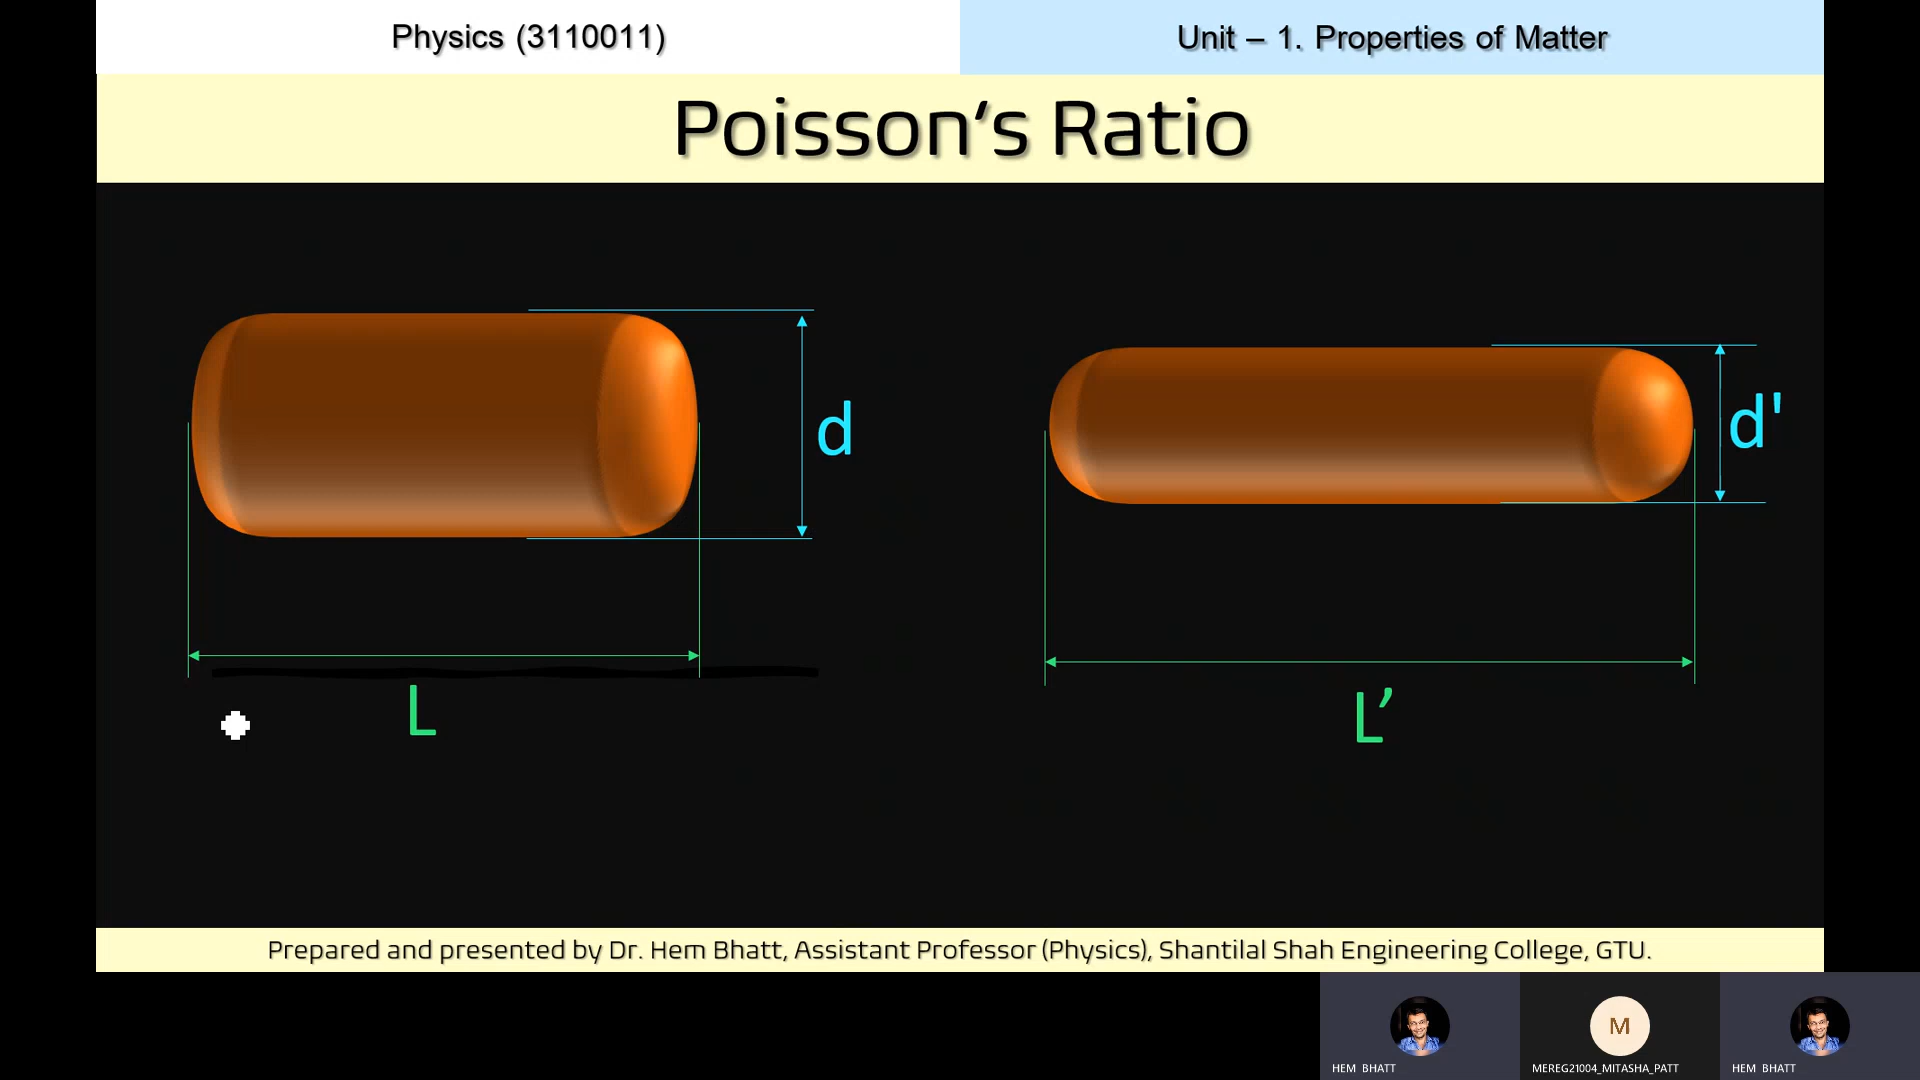 Physics (3110011)
Unit – 1. Properties of Matter
Poisson‘s Ratio
d
d'
L
L’
Prepared and presented by Dr. Hem Bhatt, Assistant Professor (Physics), Shantilal Shah Engineering College, GTU.
M
HEM BHATT
MEREG21004_MITASHA_PATT
HEM BHATT